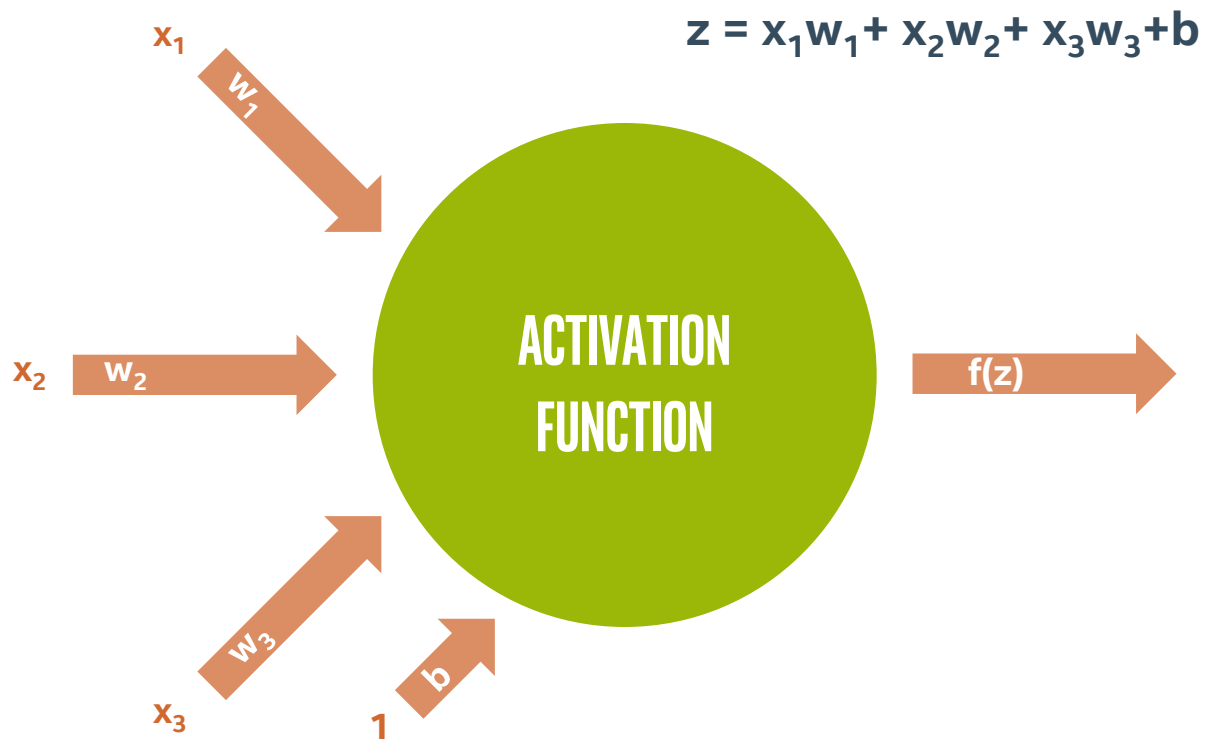 x₁
z = x₁w₁+ x₂w₂+ x₃w₃+b
w₁
ACTIVATION
FUNCTION
x₂
w₂
f(z)
w₃
b
x₃
1